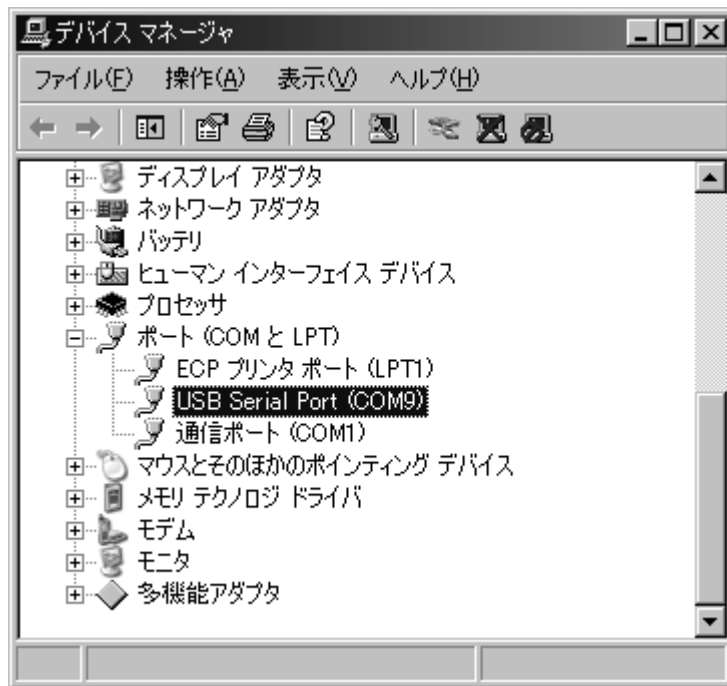 デバイス マネージャ
ファイル(F) 操作(A) 表示(V) ヘルプ(H)
ディスプレイ アダプタ
ネットワーク アダプタ
バッテリ
ヒューマン インターフェイス デバイス
プロセッサ
ポート (COM と LPT)
ECP プリンタ ポート (LPT1)
USB Serial Port (COM9)
通信ポート (COM1)
マウスとそのほかのポインティング デバイス
メモリ テクノロジ ドライバ
モデム
モニタ
多機能アダプタ